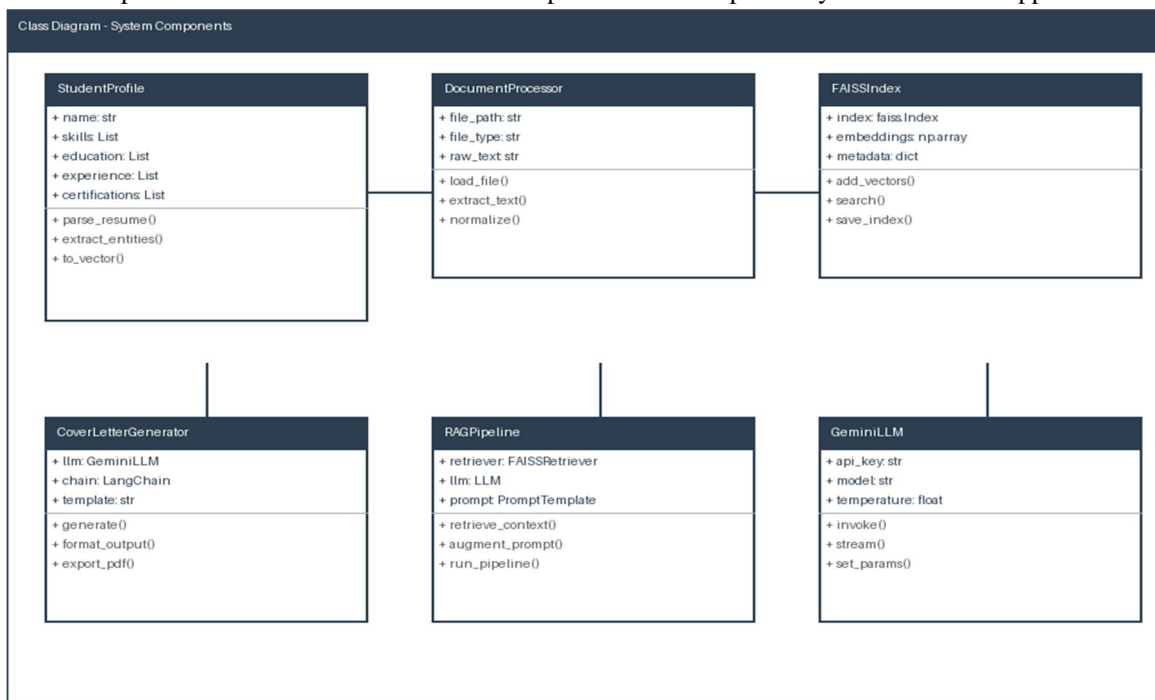 Class Diagram - System Components
StudentProfile
+ name: str
+ skills: List
+ education: List
+ experience: List
+ certifications: List
+ parse_resume()
+ extract_entities()
+ to_vector()
DocumentProcessor
+ file_path: str
+ file_type: str
+ raw_text: str
+ load_file()
+ extract_text()
+ normalize()
FAISSIndex
+ index: faiss.Index
+ embeddings: np.array
+ metadata: dict
+ add_vectors()
+ search()
+ save_index()
CoverLetterGenerator
+ llm: GeminiLLM
+ chain: LangChain
+ template: str
+ generate()
+ format_output()
+ export_pdf()
RAGPipeline
+ retriever: FAISSRetriever
+ llm: LLM
+ prompt: PromptTemplate
+ retrieve_context()
+ augment_prompt()
+ run_pipeline()
GeminiLLM
+ api_key: str
+ model: str
+ temperature: float
+ invoke()
+ stream()
+ set_params()